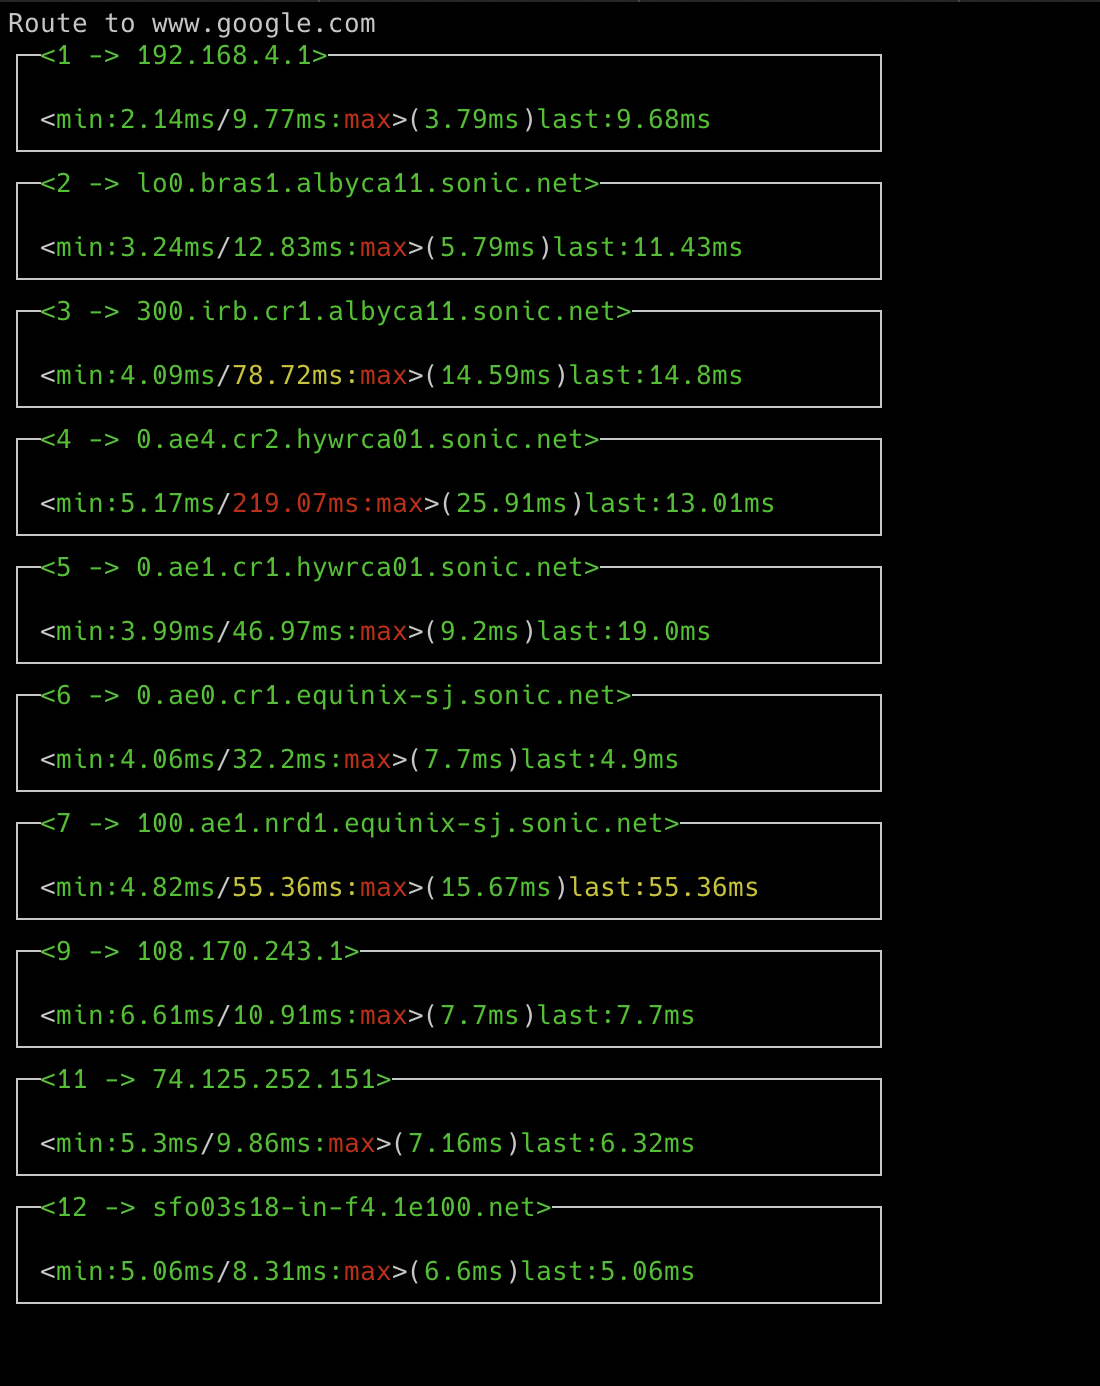 Route to www.google.com
<1 -> 192.168.4.1>
<min:2.14ms/9.77ms:max>(3.79ms)last:9.68ms
<2 -> lo0.bras1.albyca11.sonic.net>
<min:3.24ms/12.83ms:max>(5.79ms)last:11.43ms
<3 -> 300.irb.cr1.albyca11.sonic.net>
<min:4.09ms/78.72ms:max>(14.59ms)last:14.8ms
<4 -> 0.ae4.cr2.hywrca01.sonic.net>
<min:5.17ms/219.07ms:max>(25.91ms)last:13.01ms
<5 -> 0.ae1.cr1.hywrca01.sonic.net>
<min:3.99ms/46.97ms:max>(9.2ms)last:19.0ms
<6 -> 0.ae0.cr1.equinix-sj.sonic.net>
<min:4.06ms/32.2ms:max>(7.7ms)last:4.9ms
<7 -> 100.ae1.nrd1.equinix-sj.sonic.net>
<min:4.82ms/55.36ms:max>(15.67ms)last:55.36ms
<9 -> 108.170.243.1>
<min:6.61ms/10.91ms:max>(7.7ms)last:7.7ms
<11 -> 74.125.252.151>
<min:5.3ms/9.86ms:max>(7.16ms)last:6.32ms
<12 -> sfo03s18-in-f4.1e100.net>
<min:5.06ms/8.31ms:max>(6.6ms)last:5.06ms